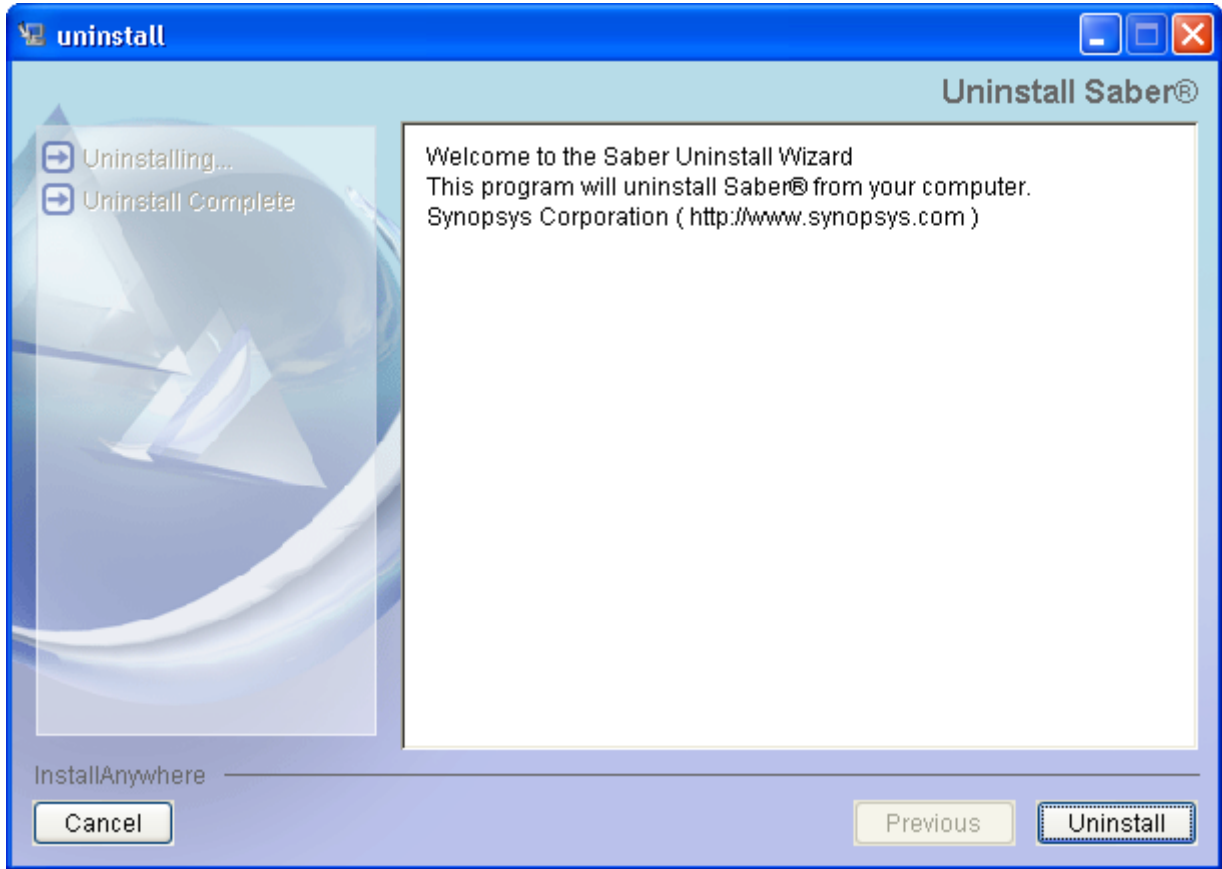 uninstall
Uninstall Saber®
Uninstalling...
Uninstall Complete
Welcome to the Saber Uninstall Wizard
This program will uninstall Saber® from your computer.
Synopsys Corporation ( http://www.synopsys.com )
InstallAnywhere
Cancel
Previous
Uninstall